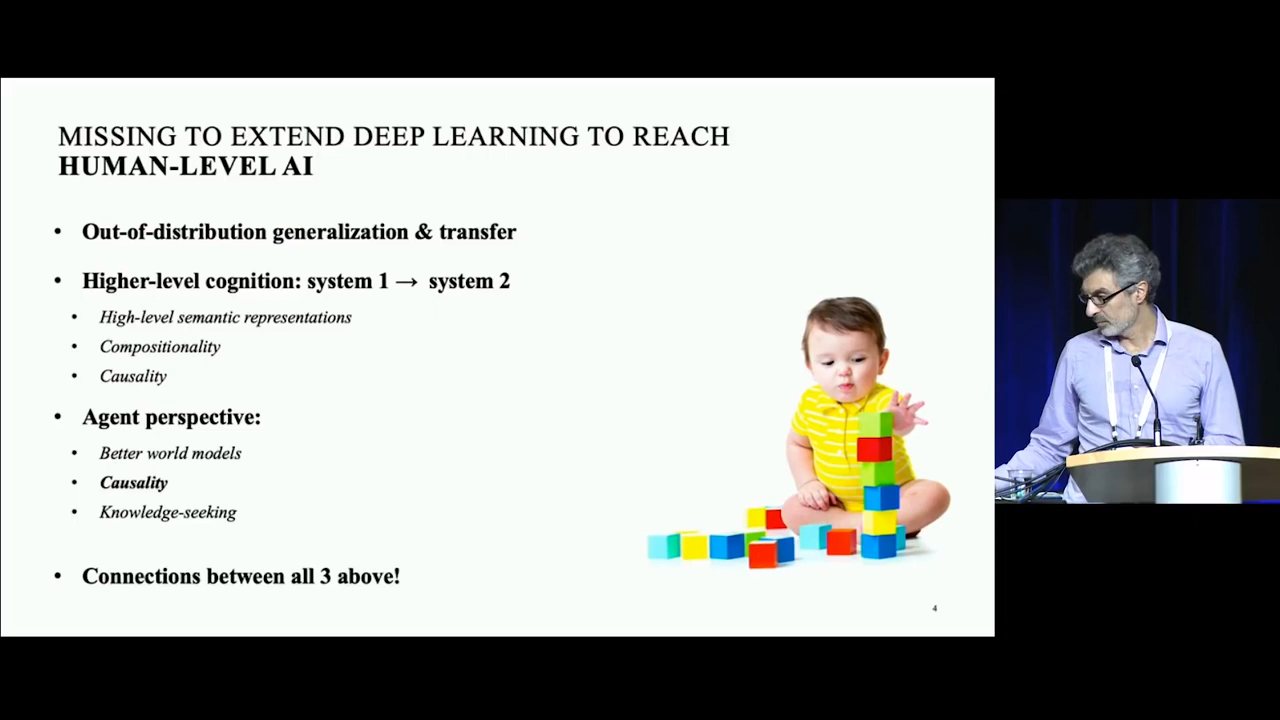 MISSING TO EXTEND DEEP LEARNING TO REACH
HUMAN-LEVEL AI
• Out-of-distribution generalization & transfer
• Higher-level cognition: system 1 → system 2
• High-level semantic representations
• Compositionality
• Causality
• Agent perspective:
• Better world models
• Causality
• Knowledge-seeking
• Connections between all 3 above!
4